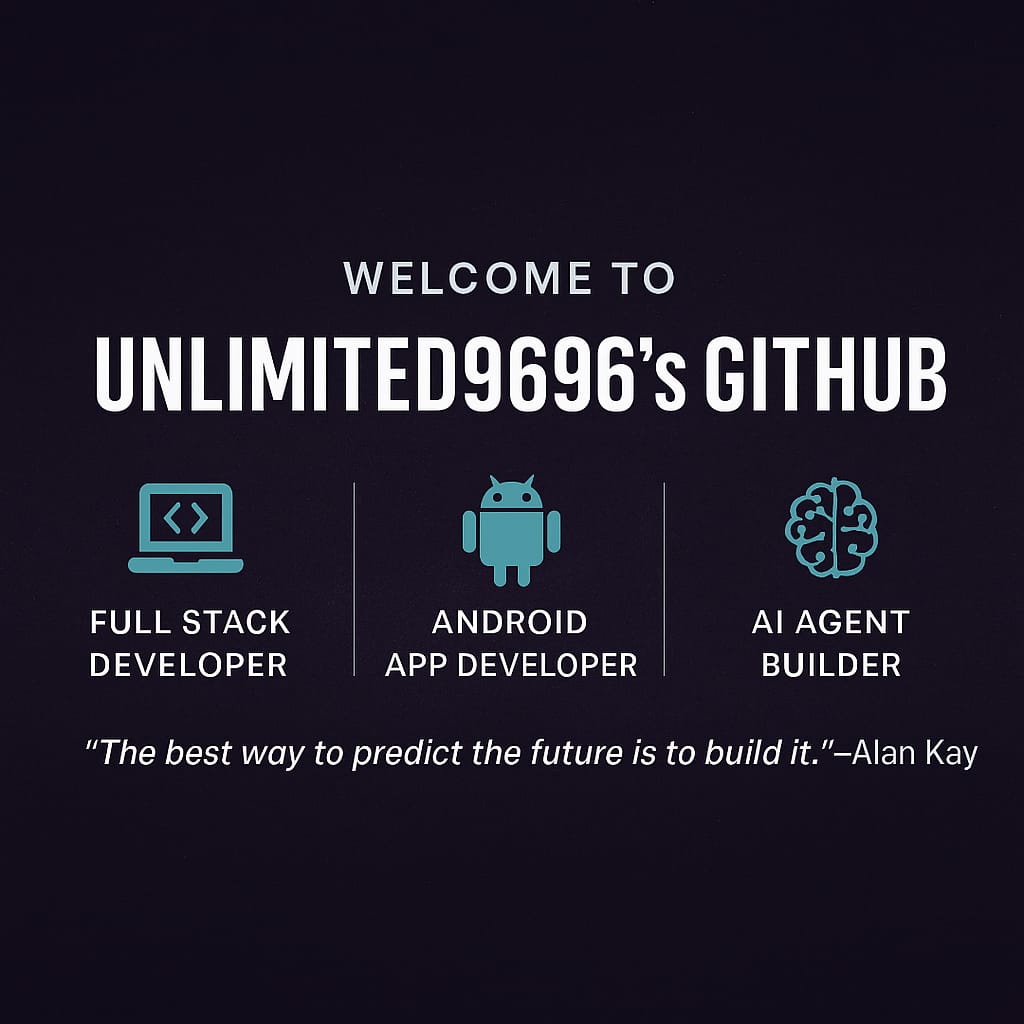 WELCOME TO
UNLIMITED9696's GITHUB
FULL STACK
DEVELOPER
ANDROID
APP DEVELOPER
AI AGENT
BUILDER
“The best way to predict the future is to build it.”–Alan Kay